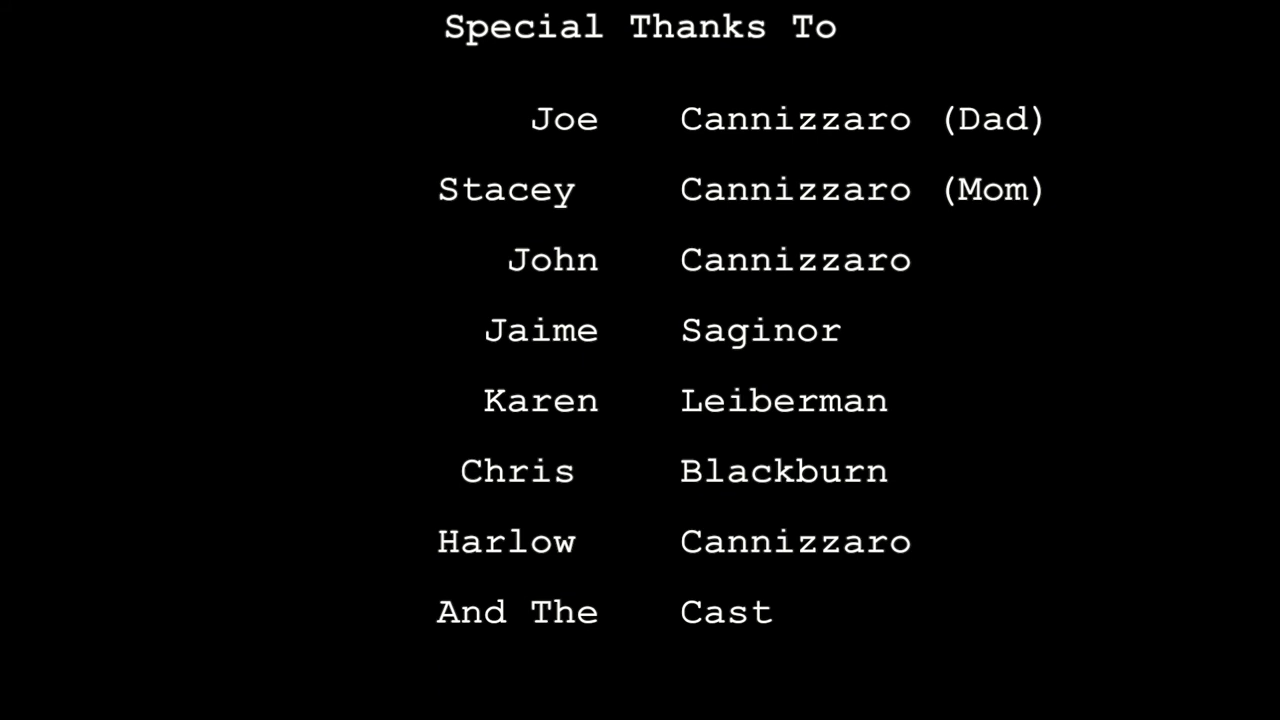 Special Thanks To
Joe Cannizzaro (Dad)
Stacey Cannizzaro (Mom)
John Cannizzaro
Jaime Saginor
Karen Leiberman
Chris Blackburn
Harlow Cannizzaro
And The Cast